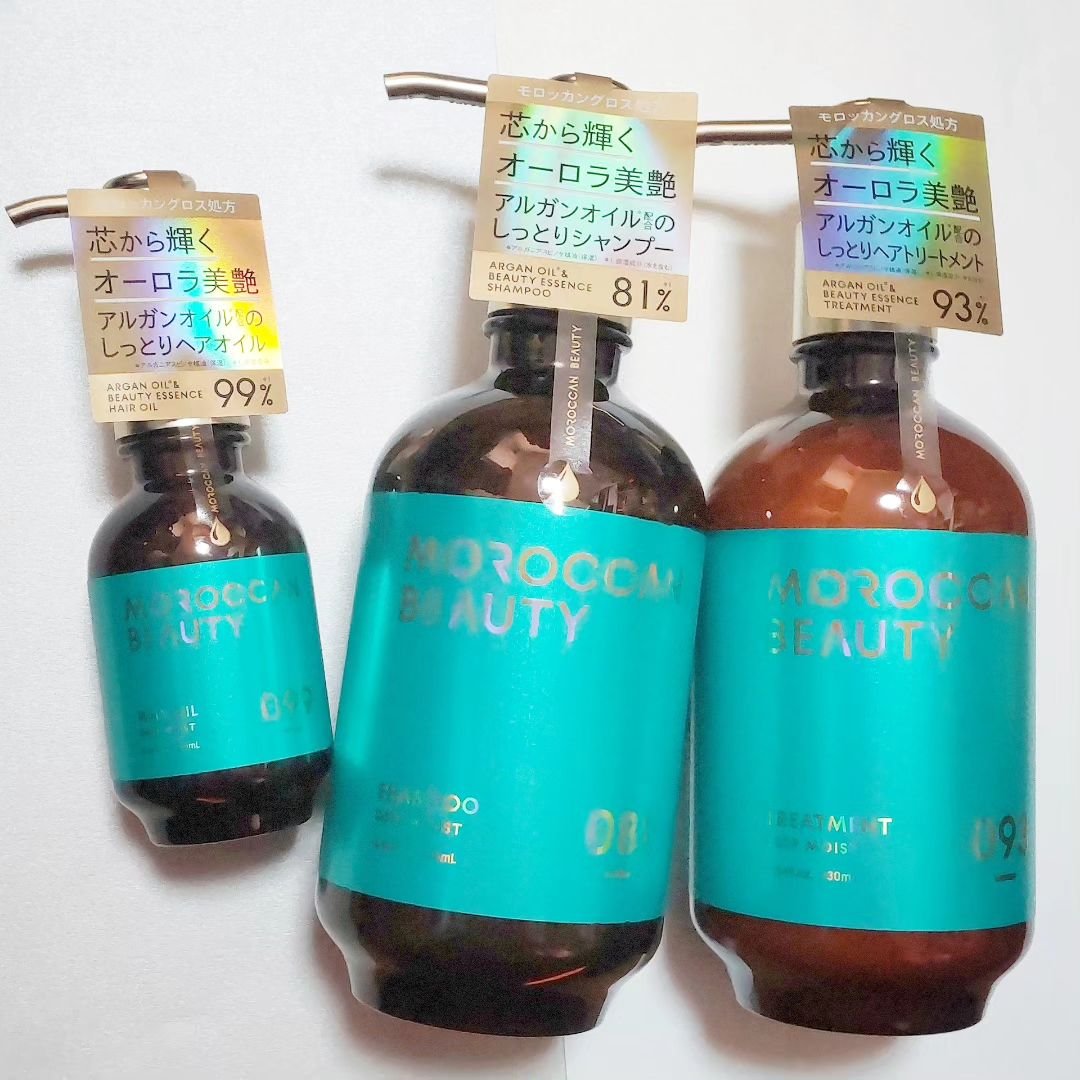 モロッカングロス処方
芯から輝く
オーロラ美艶
アルガンオイル*配合の
しっとりヘアオイル
ARGAN OIL*&
BEAUTY ESSENCE
HAIR OIL
99%
MOROCCAN BEAUTY
MOROCCAN
BEAUTY
モロッカングロス処方
芯から輝く
オーロラ美艶
アルガンオイル*配合の
しっとりシャンプー
ARGAN OIL*&
BEAUTY ESSENCE
SHAMPOO
81%
MOROCCAN BEAUTY
MOROCCAN
BEAUTY
SHAMPOO
モロッカングロス処方
芯から輝く
オーロラ美艶
アルガンオイル*配合の
しっとりヘアトリートメント
ARGAN OIL*&
BEAUTY ESSENCE
TREATMENT
93%
MOROCCAN BEAUTY
MOROCCAN
BEAUTY
TREATMENT